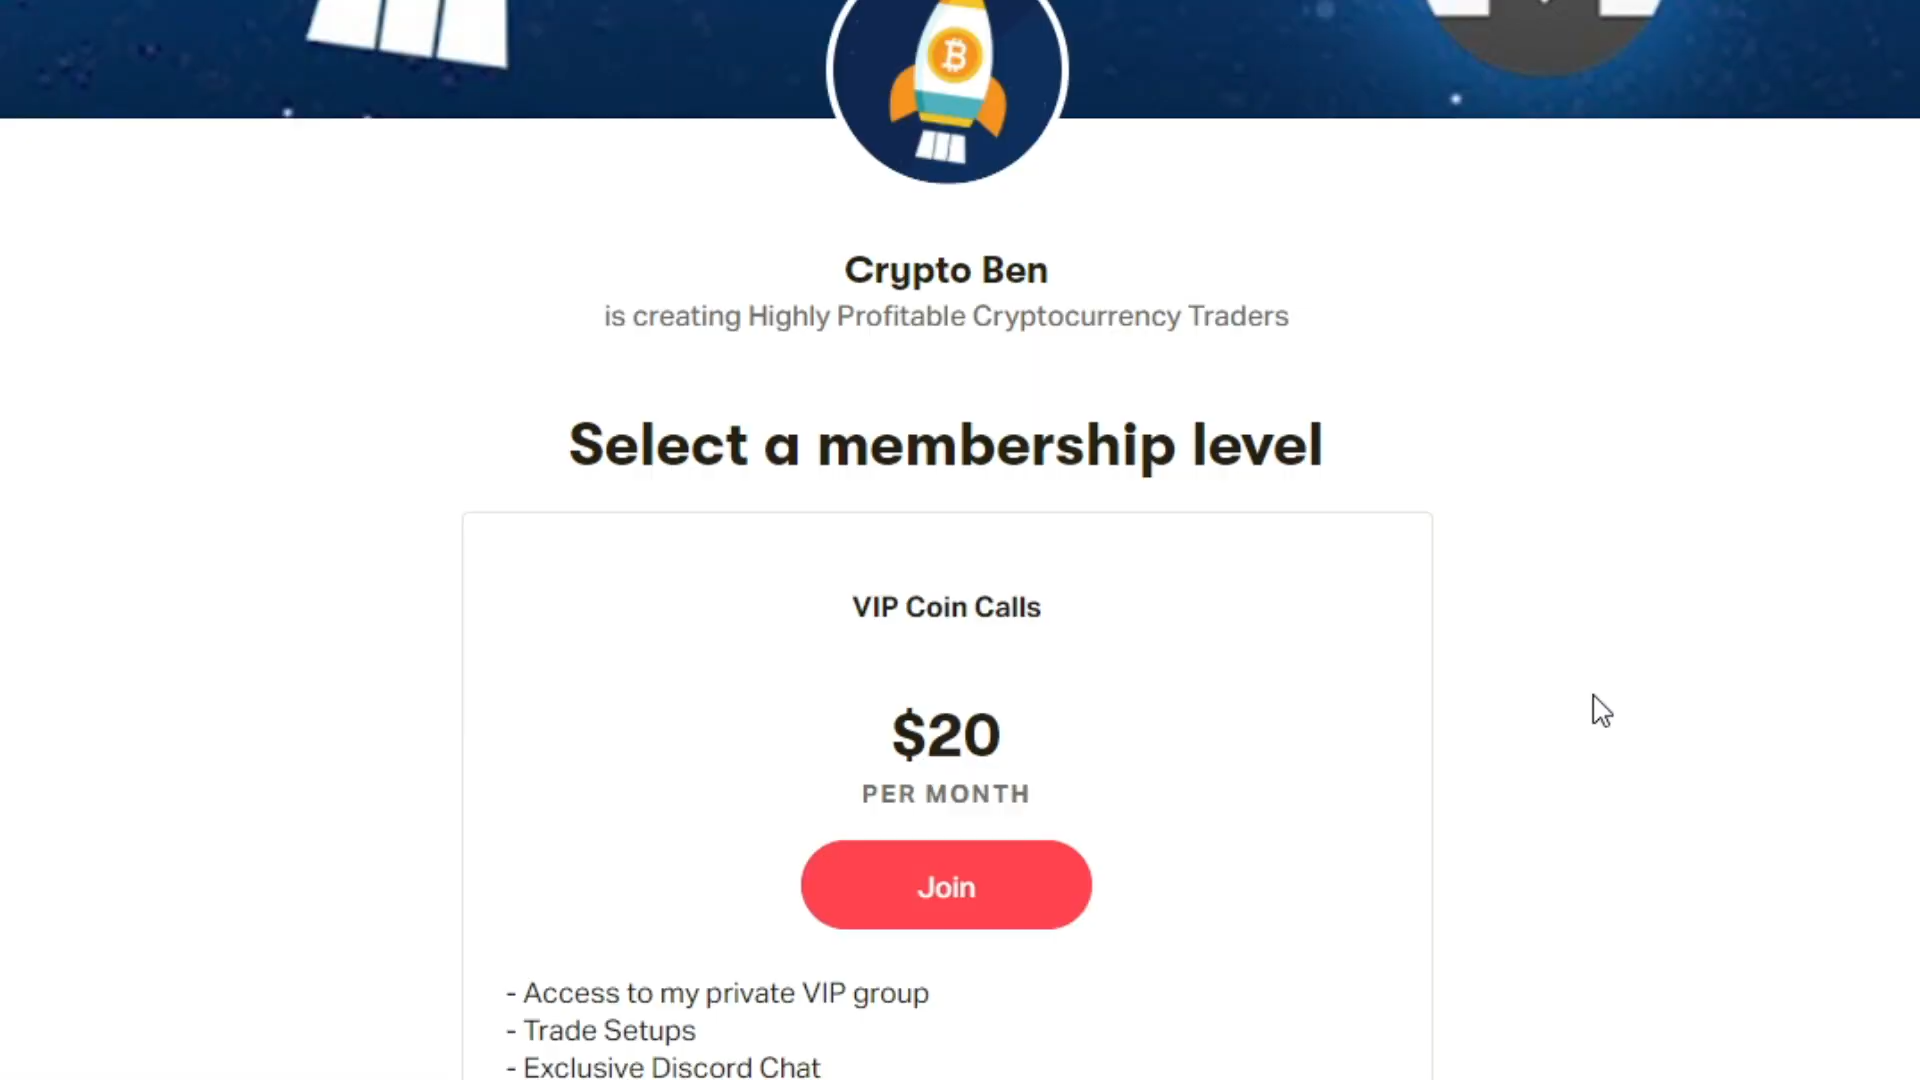 Crypto Ben
is creating Highly Profitable Cryptocurrency Traders
Select a membership level
VIP Coin Calls
$20
PER MONTH
Join
- Access to my private VIP group
- Trade Setups
- Exclusive Discord Chat